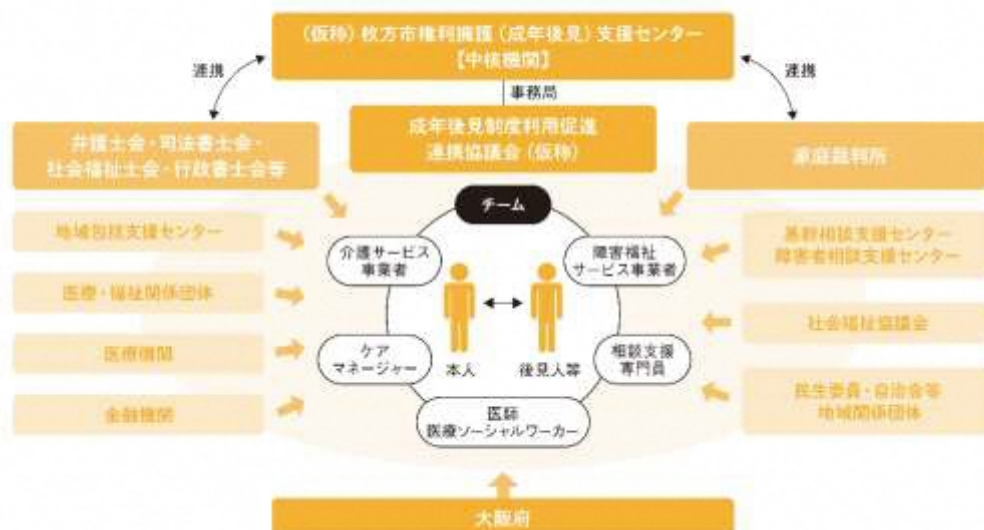 (仮称)枚方市権利擁護(成年後見)支援センター
【中核機関】
連携
連携
事務局
成年後見制度利用促進
連携協議会(仮称)
弁護士会・司法書士会・
社会福祉士会・行政書士会等
家庭裁判所
チーム
地域包括支援センター
医療・福祉関係団体
医療機関
金融機関
介護サービス
事業者
障害福祉
サービス事業者
ケア
マネージャー
本人
後見人等
相談支援
専門員
医師
医療ソーシャルワーカー
基幹相談支援センター
障害者相談支援センター
社会福祉協議会
民生委員・自治会等
地域関係団体
大阪府